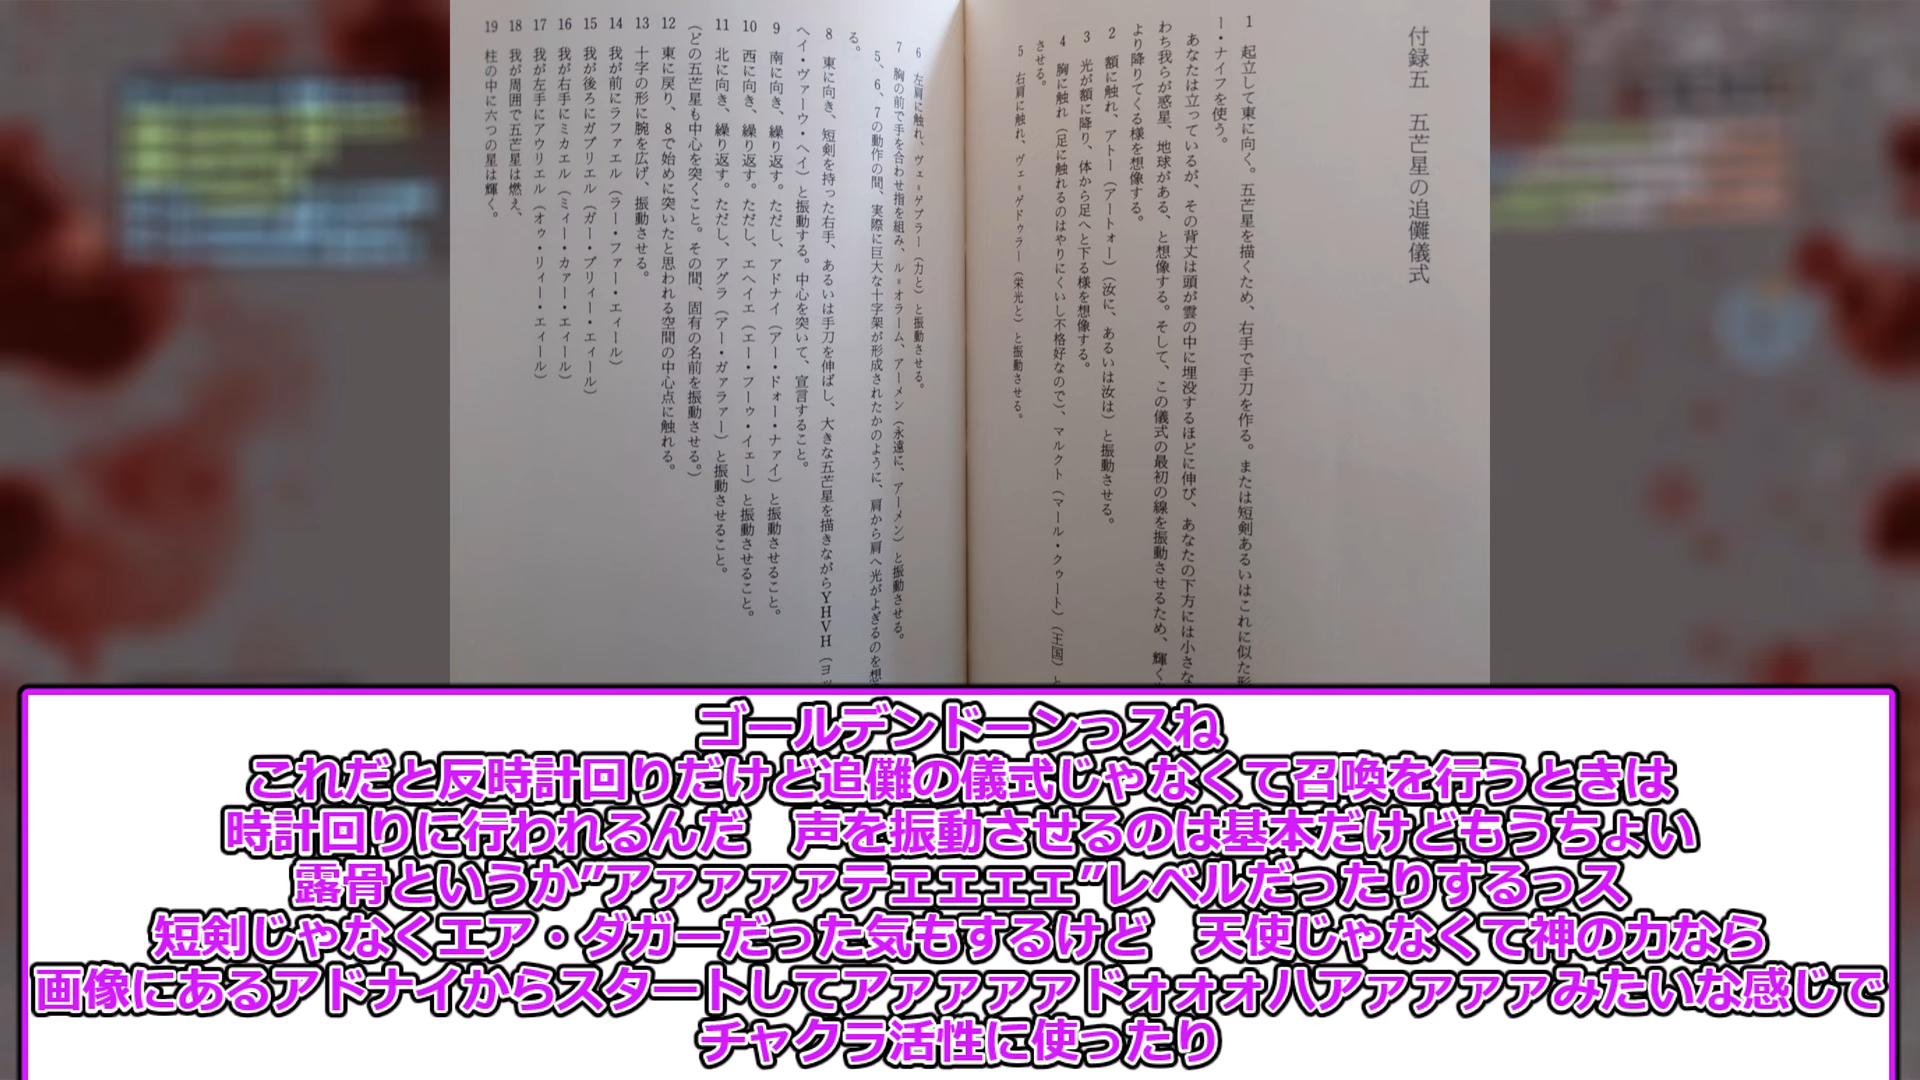 付録五　五芒星の追儺儀式
1　起立して東に向く。五芒星を描くため、右手で手刀を作る。または短剣あるいはこれに似た形
ー・ナイフを使う。
あなたは立っているが、その背丈は頭が雲の中に埋没するほどに伸び、あなたの下方には小さな
わち我らが惑星、地球がある、と想像する。そして、この儀式の最初の線を振動させるため、輝く
より降りてくる様を想像する。
2　額に触れ、アトー（アートォー）（汝に、あるいは汝は）と振動させる。
3　光が額に降り、体から足へと下る様を想像する。
4　胸に触れ（足に触れるのはやりにくいし不格好なので）、マルクト（マール・クゥート）（王国）と
させる。
5　右肩に触れ、ヴェ＝ゲドゥラー（栄光と）と振動させる。
6　左肩に触れ、ヴェ＝ゲブラー（力と）と振動させる。
7　胸の前で手を合わせ指を組み、ル＝オラーム、アーメン（永遠に、アーメン）と振動させる。
5、6、7の動作の間、実際に巨大な十字架が形成されたかのように、肩から肩へ光がよぎるのを想
る。
8　東に向き、短剣を持った右手、あるいは手刀を伸ばし、大きな五芒星を描きながらYHVH（ヨッ
ヘイ・ヴァーウ・ヘイ）と振動する。中心を突いて、宣言すること。
9　南に向き、繰り返す。ただし、アドナイ（アー・ドォー・ナァイ）と振動させること。
10　西に向き、繰り返す。ただし、エヘイエ（エー・フーゥ・イェー）と振動させること。
11　北に向き、繰り返す。ただし、アグラ（アー・ガァラァー）と振動させること。
（どの五芒星も中心を突くこと。その間、固有の名前を振動させる。）
12　東に戻り、8で始めに突いたと思われる空間の中心点に触れる。
13　十字の形に腕を広げ、振動させる。
14　我が前にラファエル（ラー・ファー・エィール）
15　我が後ろにガブリエル（ガー・ブリィー・エィール）
16　我が右手にミカエル（ミィー・カァー・エィール）
17　我が左手にアウリエル（オゥ・リィー・エィール）
18　我が周囲で五芒星は燃え、
19　柱の中に六つの星は輝く。
ゴールデンドーンっスね
これだと反時計回りだけど追儺の儀式じゃなくて召喚を行うときは
時計回りに行われるんだ　声を振動させるのは基本だけどもうちょい
露骨というか”アァァァァァテェエエエ”レベルだったりするっス
短剣じゃなくエア・ダガーだった気もするけど　天使じゃなくて神の力なら
画像にあるアドナイからスタートしてアァァァァァドォォォハアァァァァァみたいな感じで
チャクラ活性に使ったり